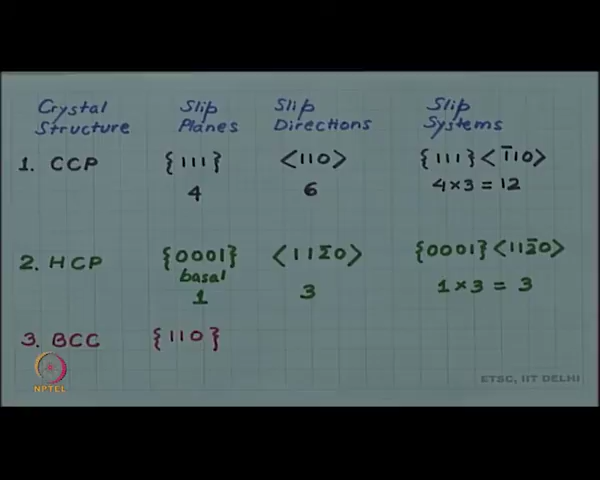 Crystal Structure Slip Planes Slip Directions Slip Systems
1. CCP {111} <110> {111}<1̅10>
4 6 4×3 = 12
2. HCP {0001} <112̅0> {0001}<112̅0>
basal
1 3 1×3 = 3
3. BCC {110}
NPTEL
ETSC, IIT DELHI